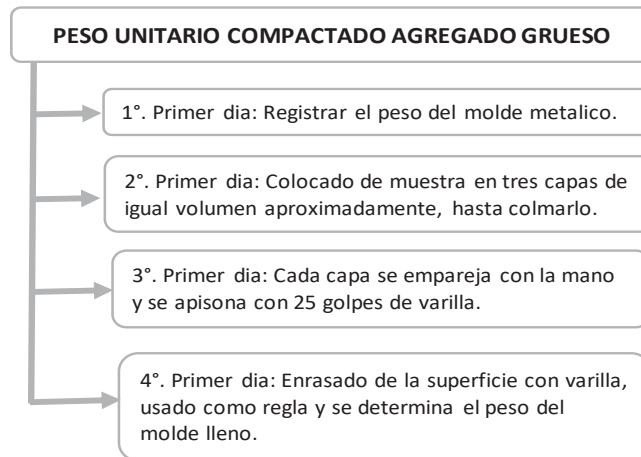 PESO UNITARIO COMPACTADO AGREGADO GRUESO
1°. Primer dia: Registrar el peso del molde metalico.
2°. Primer dia: Colocado de muestra en tres capas de
igual volumen aproximadamente, hasta colmarlo.
3°. Primer dia: Cada capa se empareja con la mano
y se apisona con 25 golpes de varilla.
4°. Primer dia: Enrasado de la superficie con varilla,
usado como regla y se determina el peso del
molde lleno.